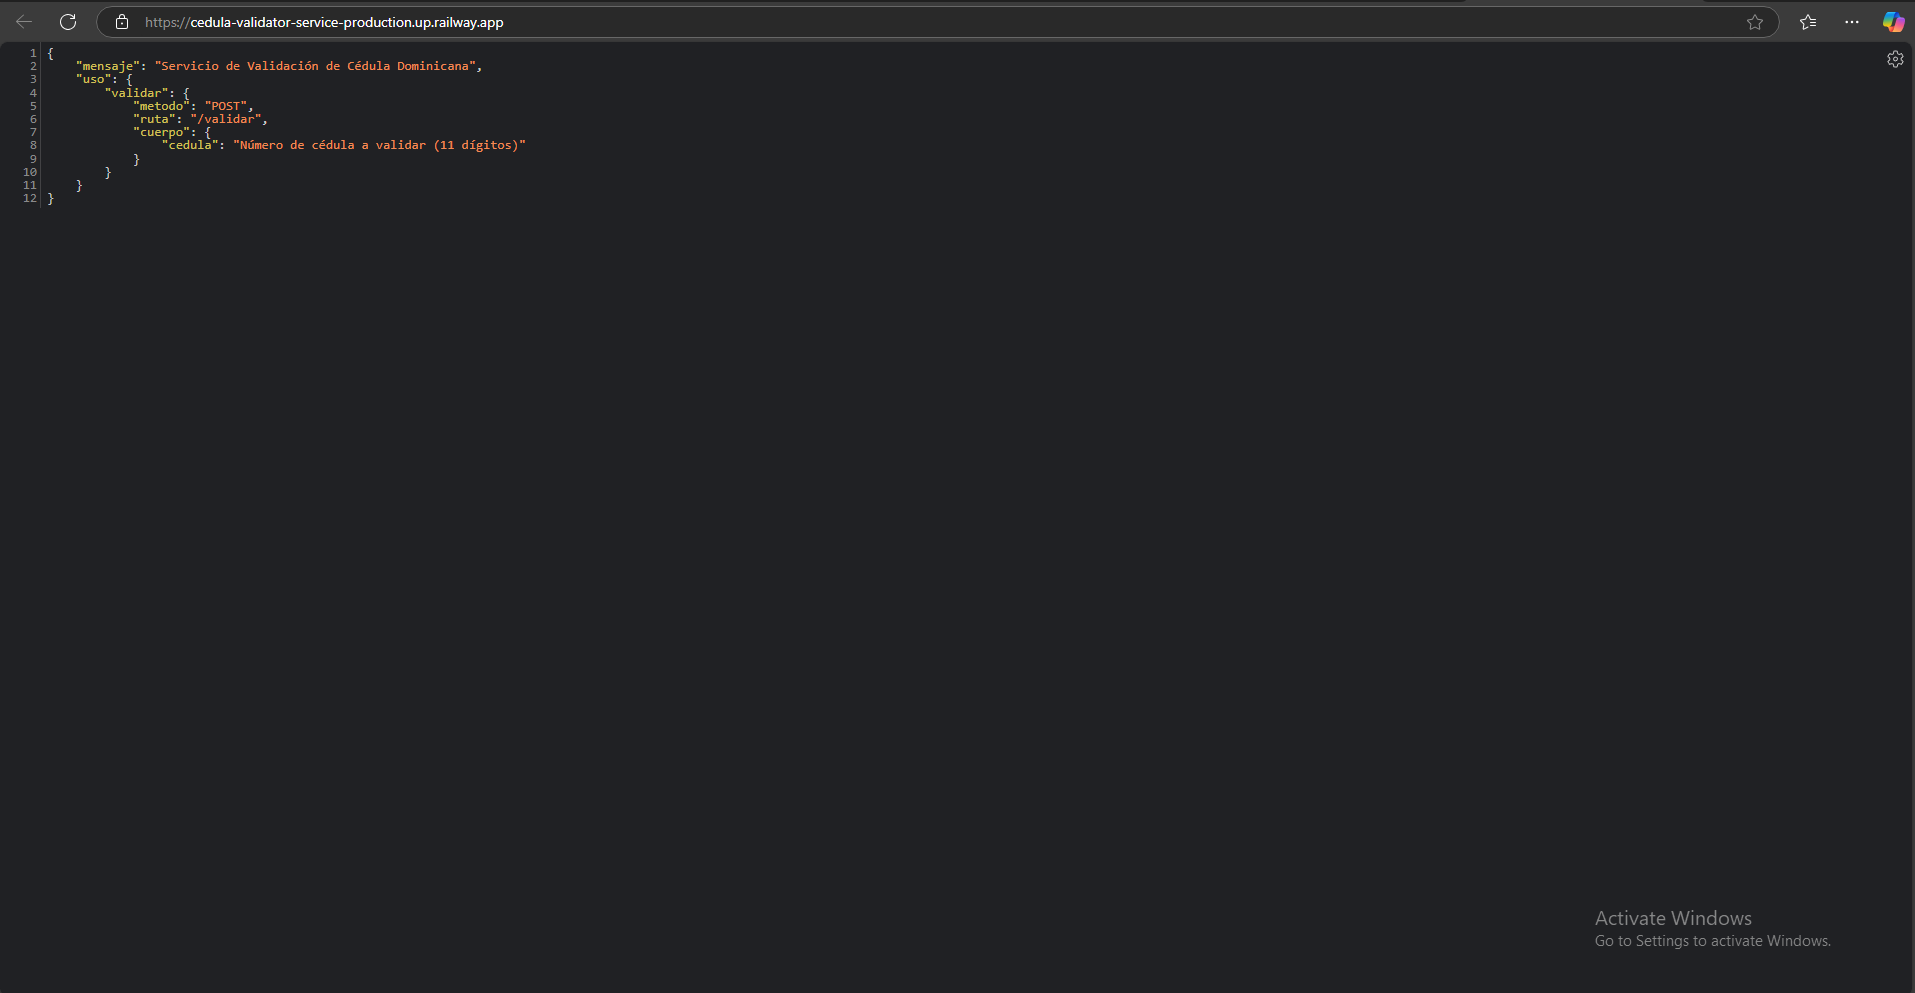 https://cedula-validator-service-production.up.railway.app
1 {
2 "mensaje": "Servicio de Validación de Cédula Dominicana",
3 "uso": {
4 "validar": {
5 "metodo": "POST",
6 "ruta": "/validar",
7 "cuerpo": {
8 "cedula": "Número de cédula a validar (11 dígitos)"
9 }
10 }
11 }
12 }
Activate Windows
Go to Settings to activate Windows.